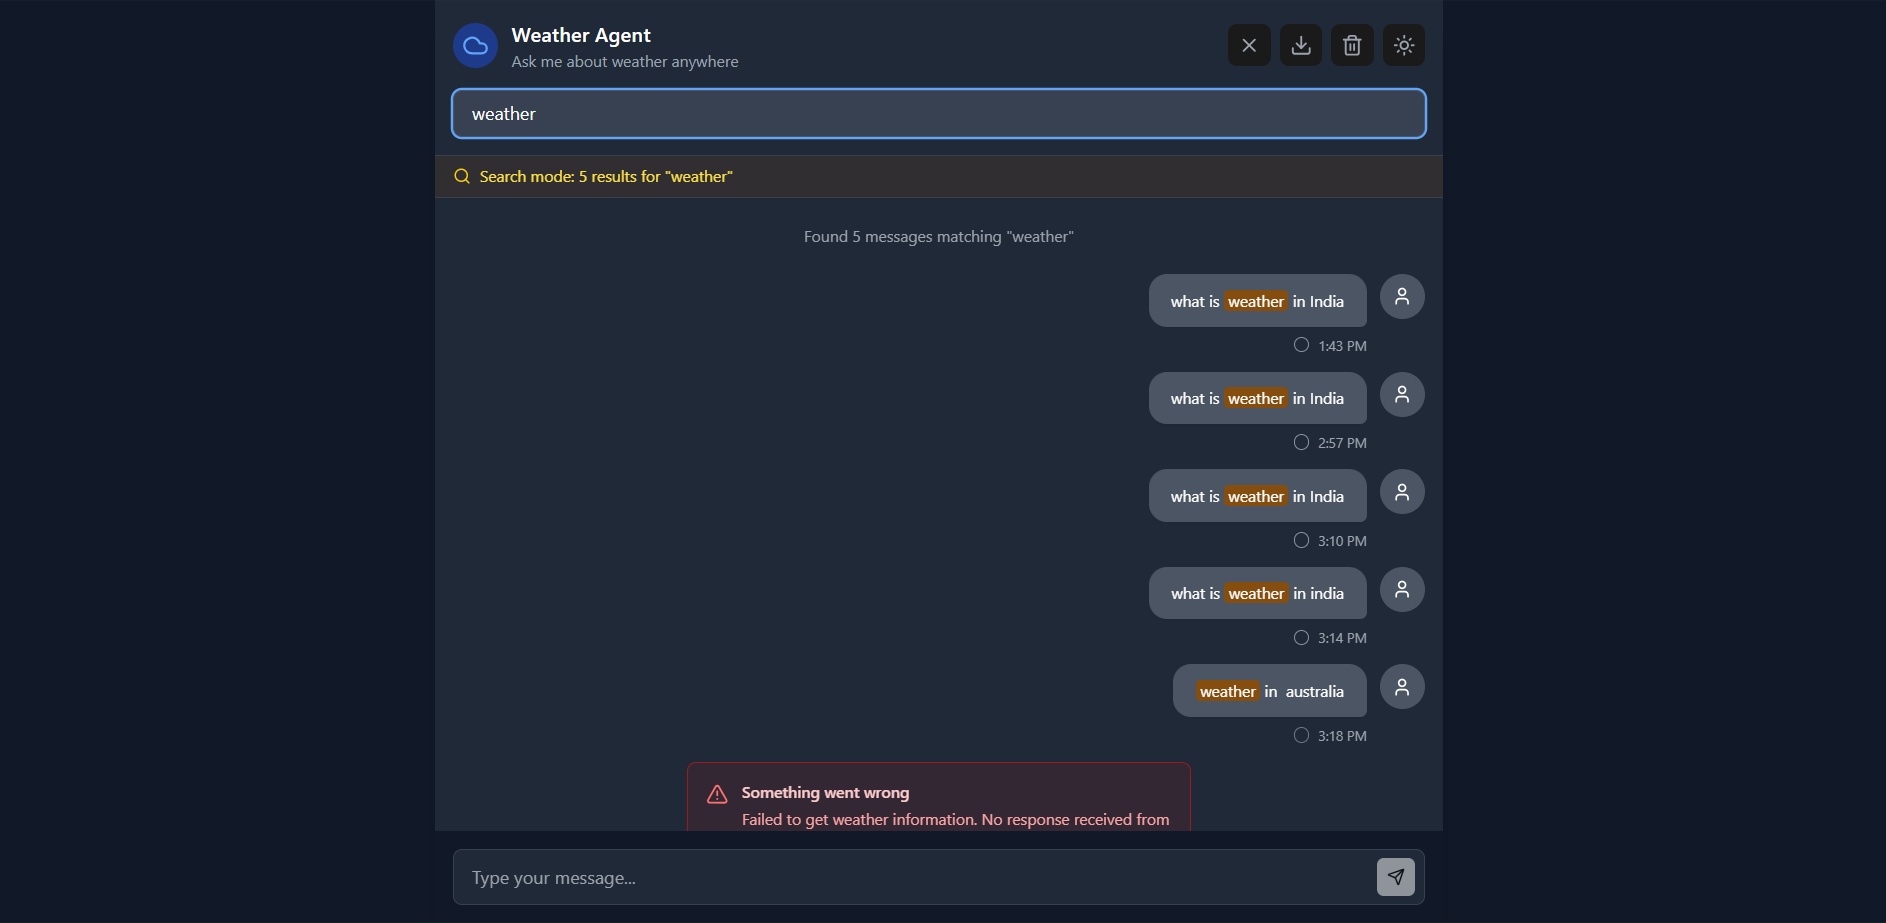 Weather Agent
Ask me about weather anywhere
weather
Search mode: 5 results for "weather"
Found 5 messages matching "weather"
what is weather in India
1:43 PM
what is weather in India
2:57 PM
what is weather in India
3:10 PM
what is weather in india
3:14 PM
weather in  australia
3:18 PM
Something went wrong
Failed to get weather information. No response received from
Type your message...